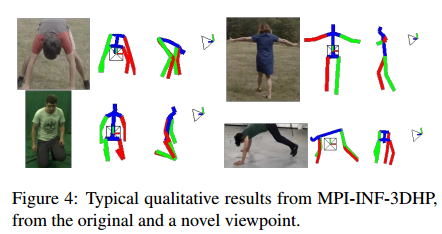 Figure 4: Typical qualitative results from MPI-INF-3DHP,
from the original and a novel viewpoint.